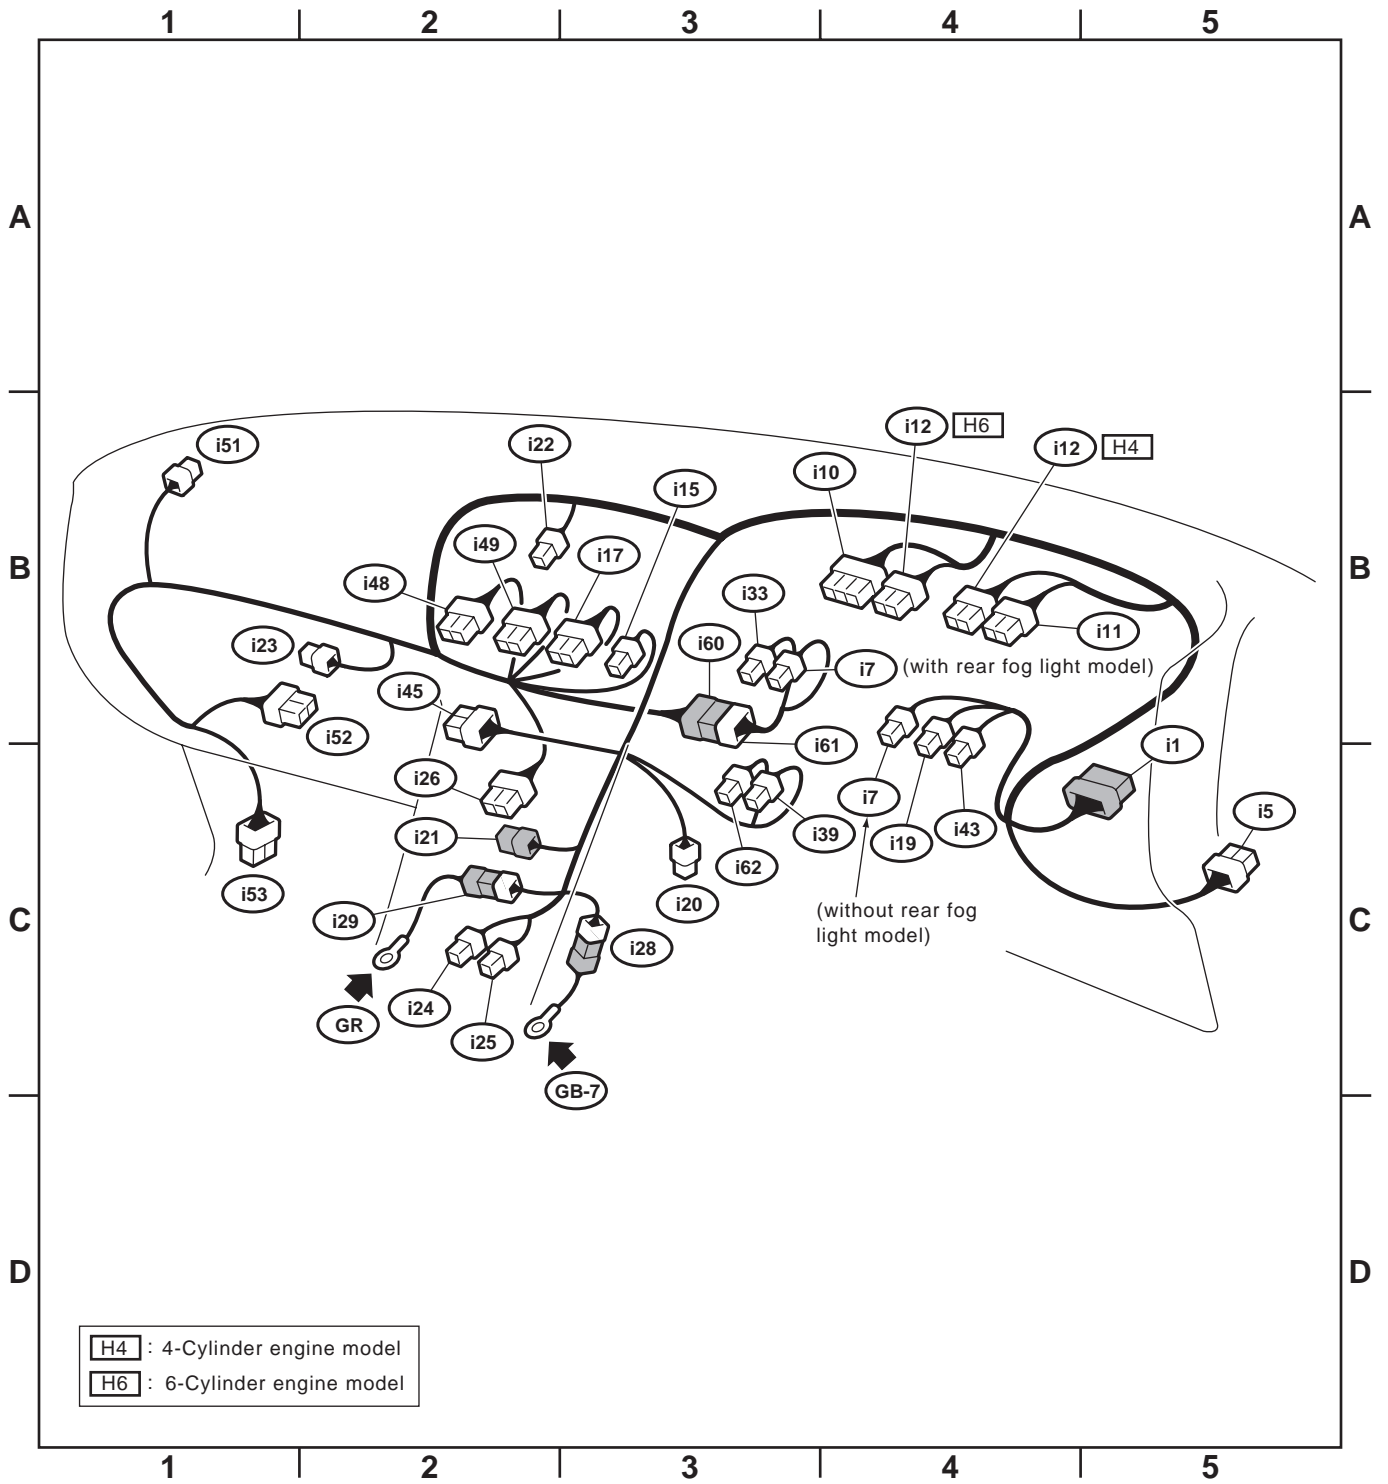 1 2 3 4 5
A A
i51
i22
i12 H6
i12 H4
i10
i15
i49
i17
B B
i48
i33
i23
i60
i11
i7 (with rear fog light model)
i45
i52
i61
i1
i26
i7
i5
i21
i39
i19
i43
i62
i53
i20
i29
(without rear fog
light model)
C C
i28
i24
GR
i25
GB-7
D D
H4 : 4-Cylinder engine model
H6 : 6-Cylinder engine model
1 2 3 4 5